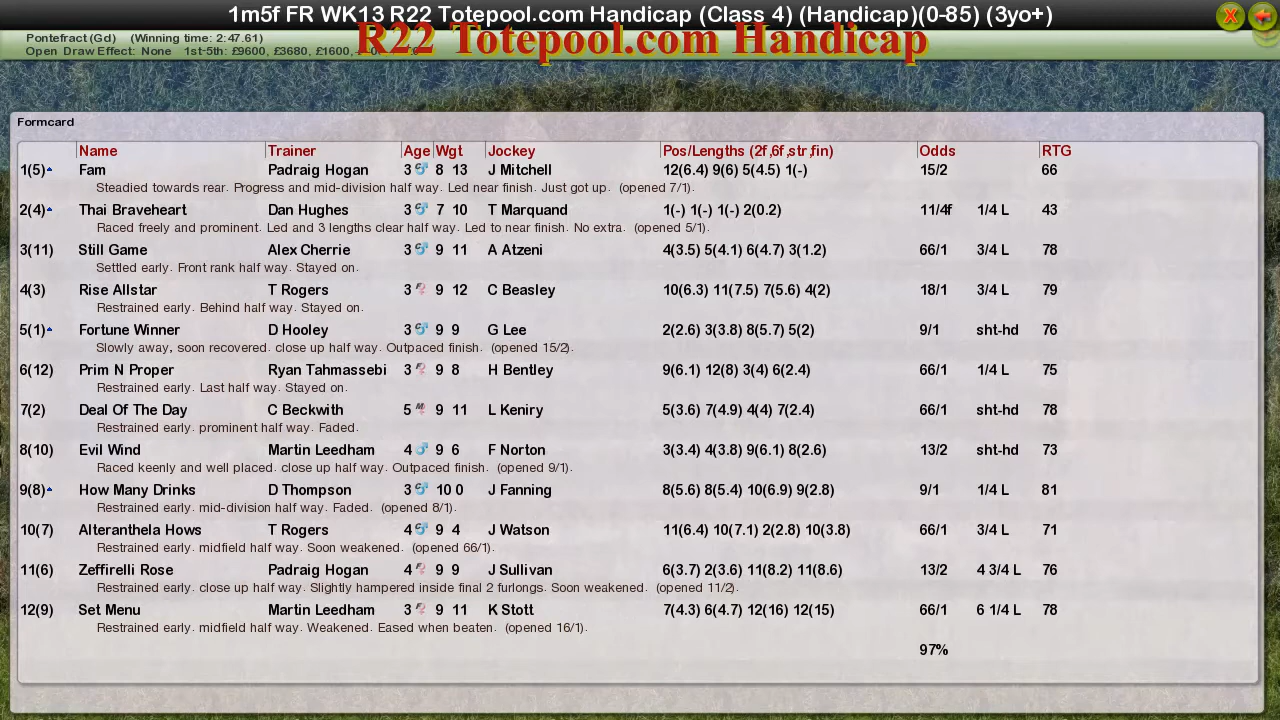 1m5f FR WK13 R22 Totepool.com Handicap (Class 4) (Handicap)(0-85) (3yo+)
R22 Totepool.com Handicap
Pontefract (Gd) (Winning time: 2:47.61)
Open Draw Effect: None 1st-5th: £9600, £3680, £1600,
Formcard
Name Trainer Age Wgt Jockey Pos/Lengths (2f,6f,str,fin) Odds RTG
1(5) Fam Padraig Hogan 3 8 13 J Mitchell 12(6.4) 9(6) 5(4.5) 1(-) 15/2 66
Steadied towards rear. Progress and mid-division half way. Led near finish. Just got up. (opened 7/1).
2(4) Thai Braveheart Dan Hughes 3 7 10 T Marquand 1(-) 1(-) 1(-) 2(0.2) 11/4f 1/4 L 43
Raced freely and prominent. Led and 3 lengths clear half way. Led to near finish. No extra. (opened 5/1).
3(11) Still Game Alex Cherrie 3 9 11 A Atzeni 4(3.5) 5(4.1) 6(4.7) 3(1.2) 66/1 3/4 L 78
Settled early. Front rank half way. Stayed on.
4(3) Rise Allstar T Rogers 3 9 12 C Beasley 10(6.3) 11(7.5) 7(5.6) 4(2) 18/1 3/4 L 79
Restrained early. Behind half way. Stayed on.
5(1) Fortune Winner D Hooley 3 9 9 G Lee 2(2.6) 3(3.8) 8(5.7) 5(2) 9/1 sht-hd 76
Slowly away, soon recovered. close up half way. Outpaced finish. (opened 15/2).
6(12) Prim N Proper Ryan Tahmassebi 3 9 8 H Bentley 9(6.1) 12(8) 3(4) 6(2.4) 66/1 1/4 L 75
Restrained early. Last half way. Stayed on.
7(2) Deal Of The Day C Beckwith 5 9 11 L Keniry 5(3.6) 7(4.9) 4(4) 7(2.4) 66/1 sht-hd 78
Restrained early. prominent half way. Faded.
8(10) Evil Wind Martin Leedham 4 9 6 F Norton 3(3.4) 4(3.8) 9(6.1) 8(2.6) 13/2 sht-hd 73
Raced keenly and well placed. close up half way. Outpaced finish. (opened 9/1).
9(8) How Many Drinks D Thompson 3 10 0 J Fanning 8(5.6) 8(5.4) 10(6.9) 9(2.8) 9/1 1/4 L 81
Restrained early. mid-division half way. Faded. (opened 8/1).
10(7) Alteranthela Hows T Rogers 4 9 4 J Watson 11(6.4) 10(7.1) 2(2.8) 10(3.8) 66/1 3/4 L 71
Restrained early. midfield half way. Soon weakened. (opened 66/1).
11(6) Zeffirelli Rose Padraig Hogan 4 9 9 J Sullivan 6(3.7) 2(3.6) 11(8.2) 11(8.6) 13/2 4 3/4 L 76
Restrained early. close up half way. Slightly hampered inside final 2 furlongs. Soon weakened. (opened 11/2).
12(9) Set Menu Martin Leedham 3 9 11 K Stott 7(4.3) 6(4.7) 12(16) 12(15) 66/1 6 1/4 L 78
Restrained early. midfield half way. Weakened. Eased when beaten. (opened 16/1).
97%